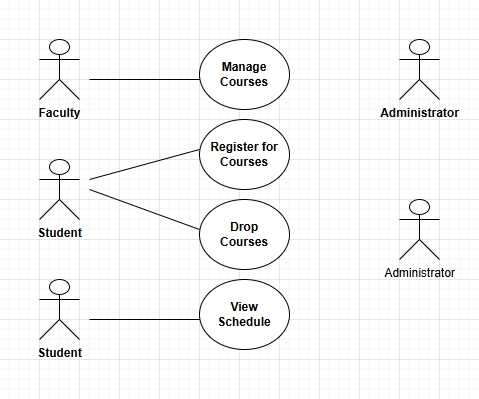 Manage
Courses
Faculty
Administrator
Register for
Courses
Student
Drop
Courses
Administrator
View
Schedule
Student